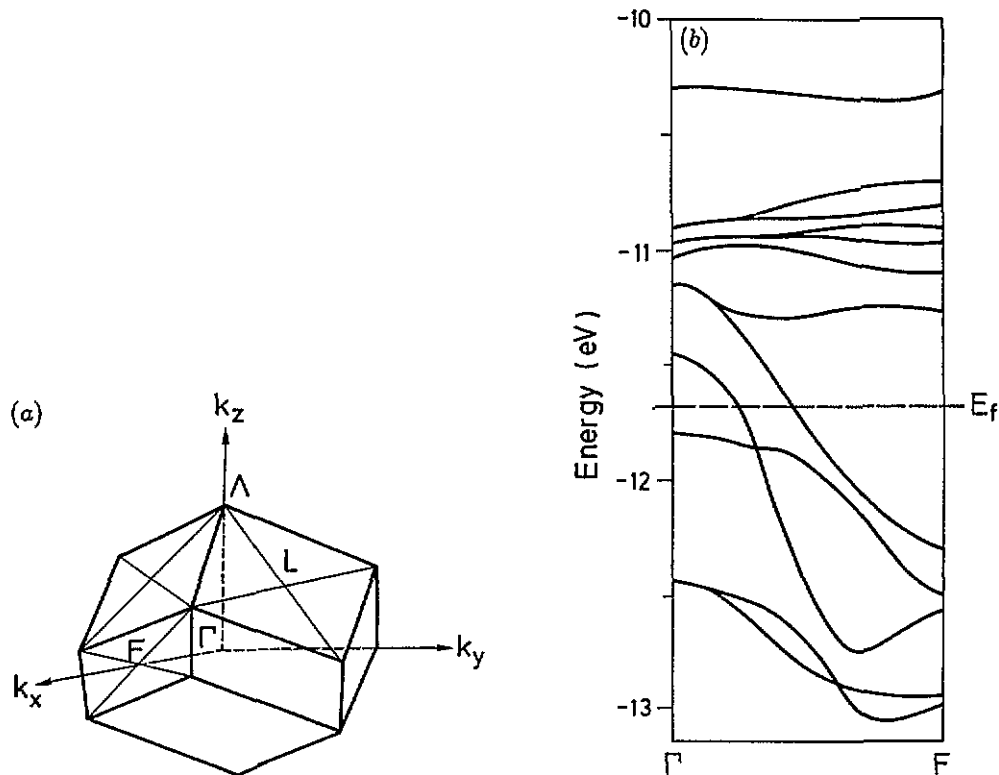 (a)
k_z
Λ
L
F
Γ
k_x
k_y
(b)
-10
-11
-12
-13
Energy (eV)
E_f
Γ
F